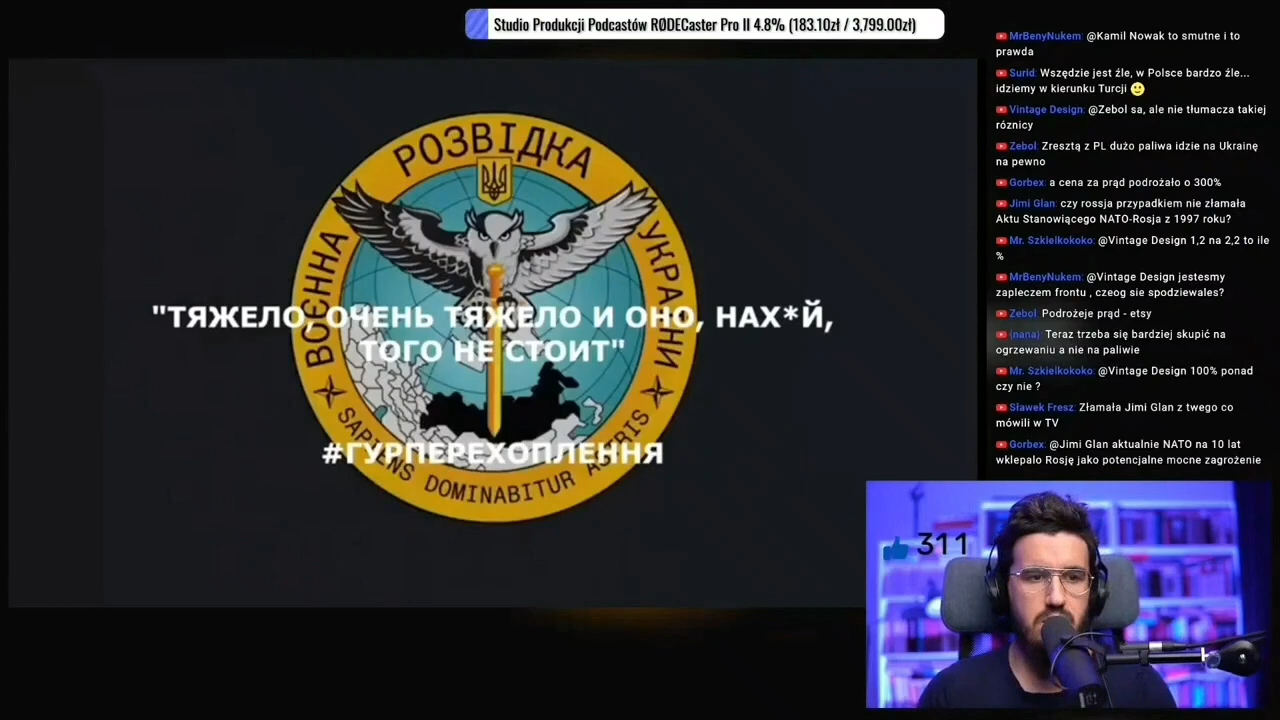 Studio Produkcji Podcastów RØDECaster Pro II 4.8% (183.10zł / 3,799.00zł)
ВОЄННА РОЗВІДКА УКРАЇНИ
"ТЯЖЕЛО, ОЧЕНЬ ТЯЖЕЛО И ОНО, НАХ*Й,
ТОГО НЕ СТОИТ"
#ГУРПЕРЕХОПЛЕННЯ
SAPIENS DOMINABITUR ASTRIS
MrBenyNukem: @Kamil Nowak to smutne i to
prawda
Surid: Wszędzie jest źle, w Polsce bardzo źle...
idziemy w kierunku Turcji
Vintage Design: @Zebol sa, ale nie tłumacza takiej
róznicy
Zebol: Zresztą z PL dużo paliwa idzie na Ukrainę
na pewno
Gorbex: a cena za prąd podrożało o 300%
Jimi Glan: czy rossja przypadkiem nie złamała
Aktu Stanowiącego NATO-Rosja z 1997 roku?
Mr. Szkielkokoko: @Vintage Design 1,2 na 2,2 to ile
%
MrBenyNukem: @Vintage Design jestesmy
zapleczem frontu , czeog sie spodziewales?
Zebol: Podrożeje prąd - etsy
(nana): Teraz trzeba się bardziej skupić na
ogrzewaniu a nie na paliwie
Mr. Szkielkokoko: @Vintage Design 100% ponad
czy nie ?
Sławek Fresz: Złamała Jimi Glan z twego co
mówili w TV
Gorbex: @Jimi Glan aktualnie NATO na 10 lat
wklepalo Rosję jako potencjalne mocne zagrożenie
311